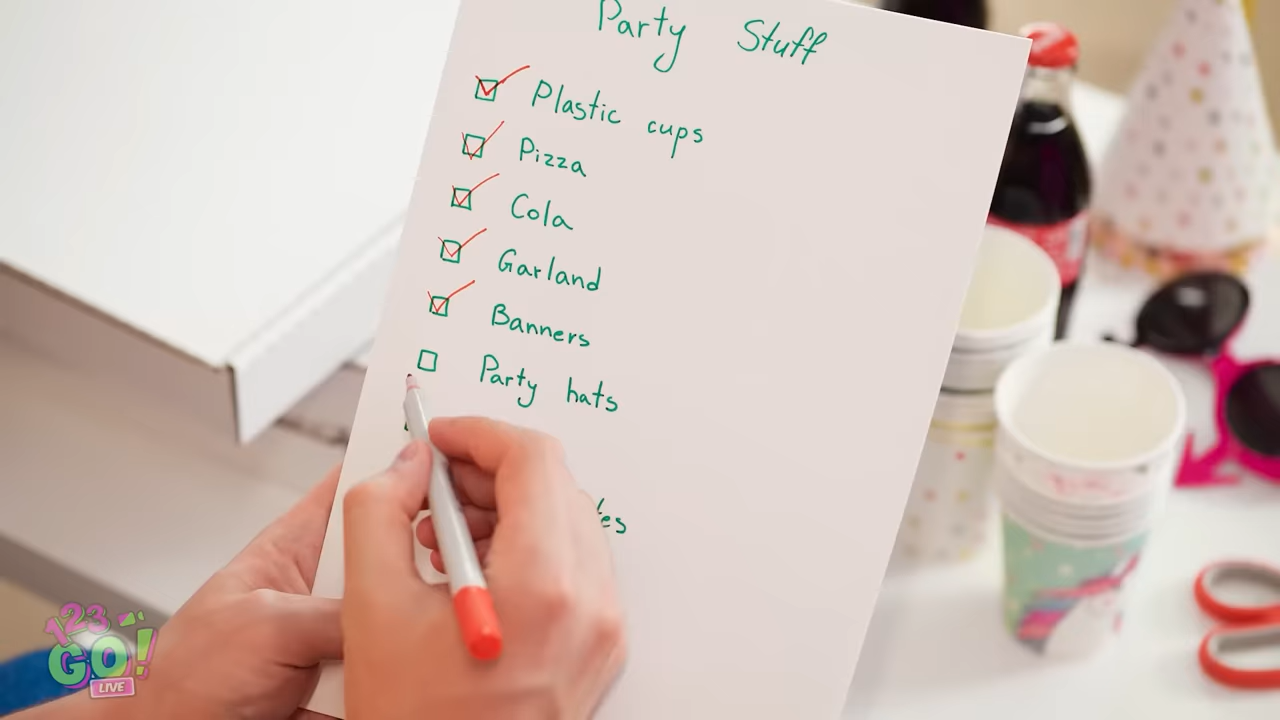 Party Stuff
Plastic cups
Pizza
Cola
Garland
Banners
Party hats
123
GO!
LIVE